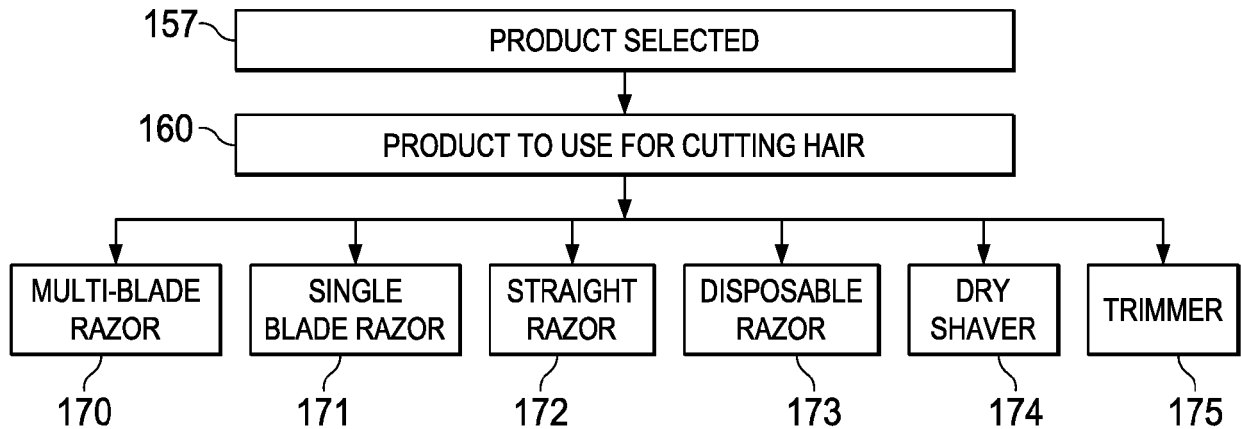 157
PRODUCT SELECTED
160
PRODUCT TO USE FOR CUTTING HAIR
MULTI-BLADE
RAZOR
SINGLE
BLADE RAZOR
STRAIGHT
RAZOR
DISPOSABLE
RAZOR
DRY
SHAVER
TRIMMER
170
171
172
173
174
175